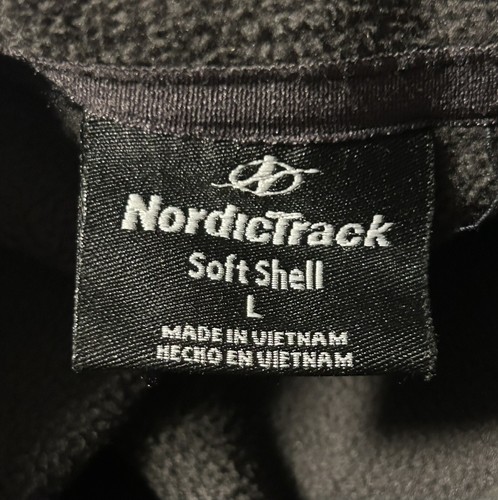 NordicTrack
Soft Shell
L
MADE IN VIETNAM
HECHO EN VIETNAM